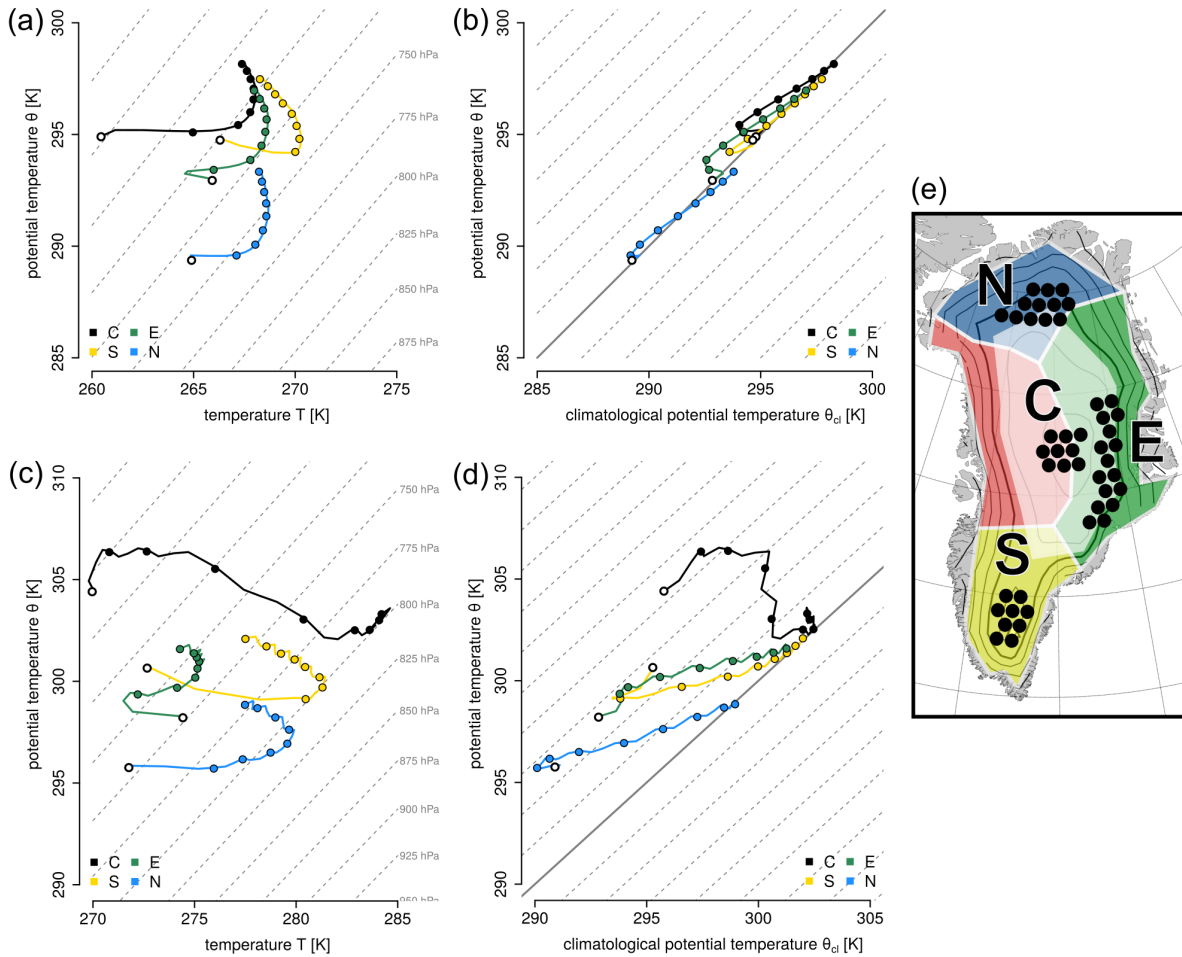 (a)
300
295
290
285
potential temperature θ [K]
750 hPa
775 hPa
800 hPa
825 hPa
850 hPa
875 hPa
C E
S N
260 265 270 275
temperature T [K]
(b)
300
295
290
285
potential temperature θ [K]
C E
S N
285 290 295 300
climatological potential temperature θcl [K]
(c)
310
305
300
295
290
potential temperature θ [K]
750 hPa
775 hPa
800 hPa
825 hPa
850 hPa
875 hPa
900 hPa
925 hPa
950 hPa
C E
S N
270 275 280 285
temperature T [K]
(d)
310
305
300
295
290
potential temperature θ [K]
C E
S N
290 295 300 305
climatological potential temperature θcl [K]
(e)
N
C
E
S